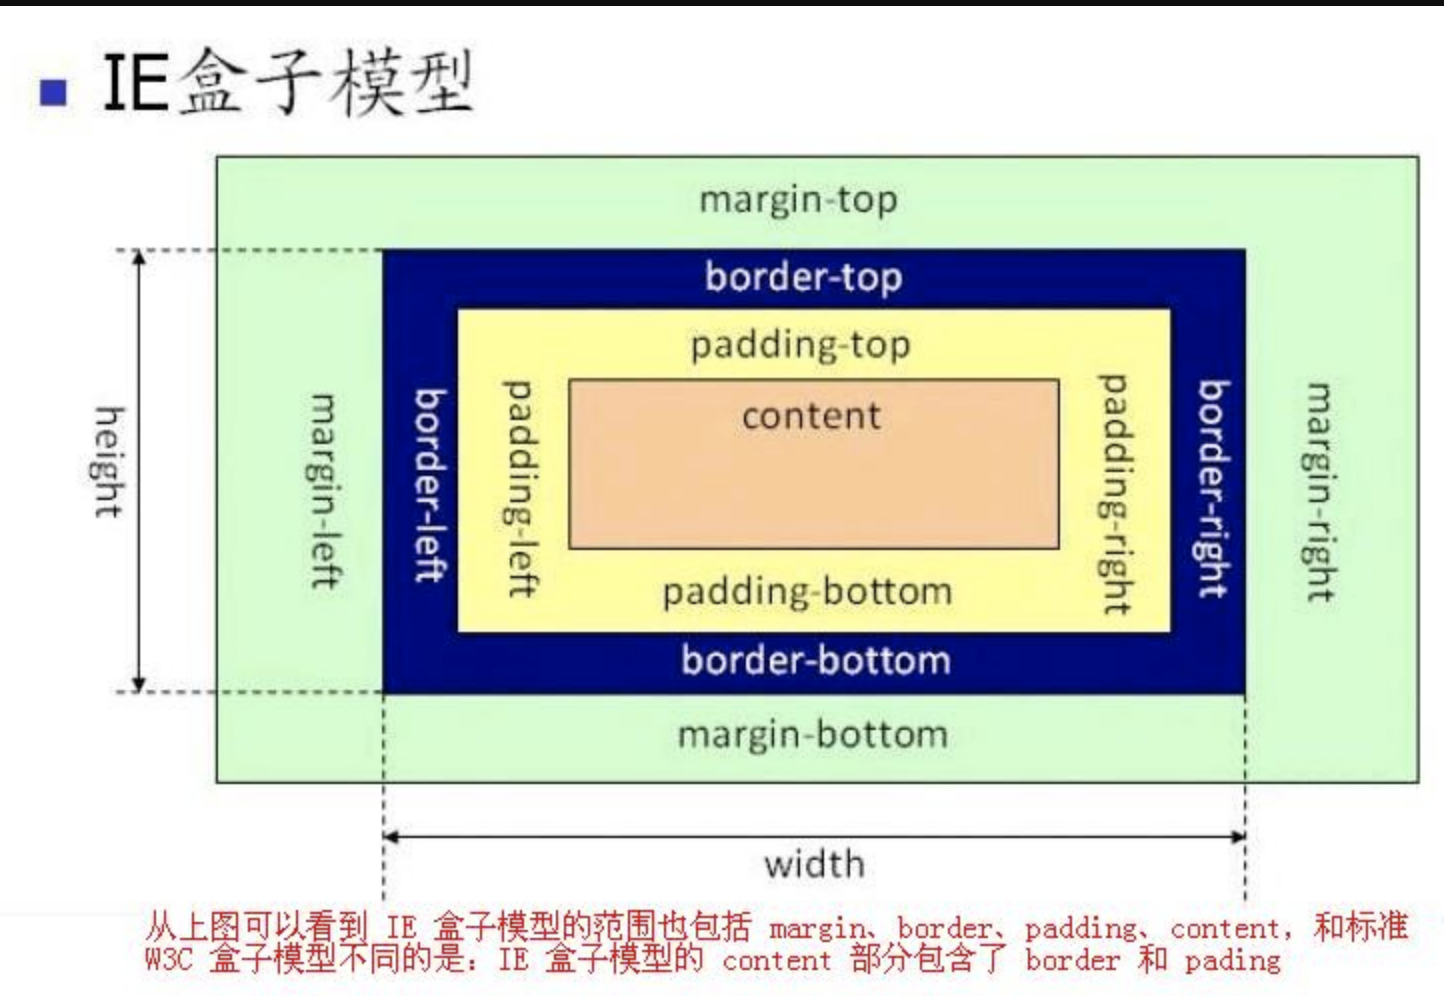 IE盒子模型
margin-top
border-top
padding-top
content
height
margin-left
border-left
padding-left
padding-right
border-right
margin-right
padding-bottom
border-bottom
margin-bottom
width
从上图可以看到 IE 盒子模型的范围也包括 margin、border、padding、content，和标准
W3C 盒子模型不同的是：IE 盒子模型的 content 部分包含了 border 和 pading